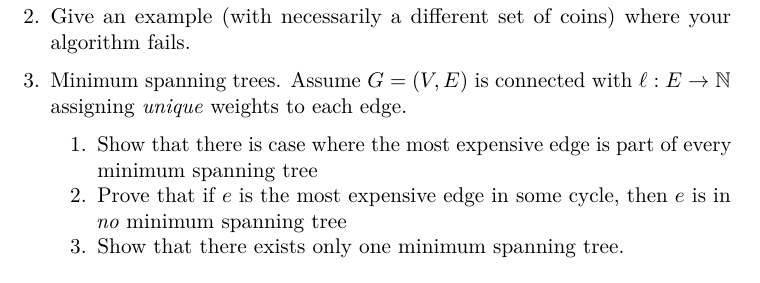 2. Give an example (with necessarily a different set of coins) where your
algorithm fails.
3. Minimum spanning trees. Assume G = (V, E) is connected with ℓ : E → ℕ
assigning unique weights to each edge.
1. Show that there is case where the most expensive edge is part of every
minimum spanning tree
2. Prove that if e is the most expensive edge in some cycle, then e is in
no minimum spanning tree
3. Show that there exists only one minimum spanning tree.